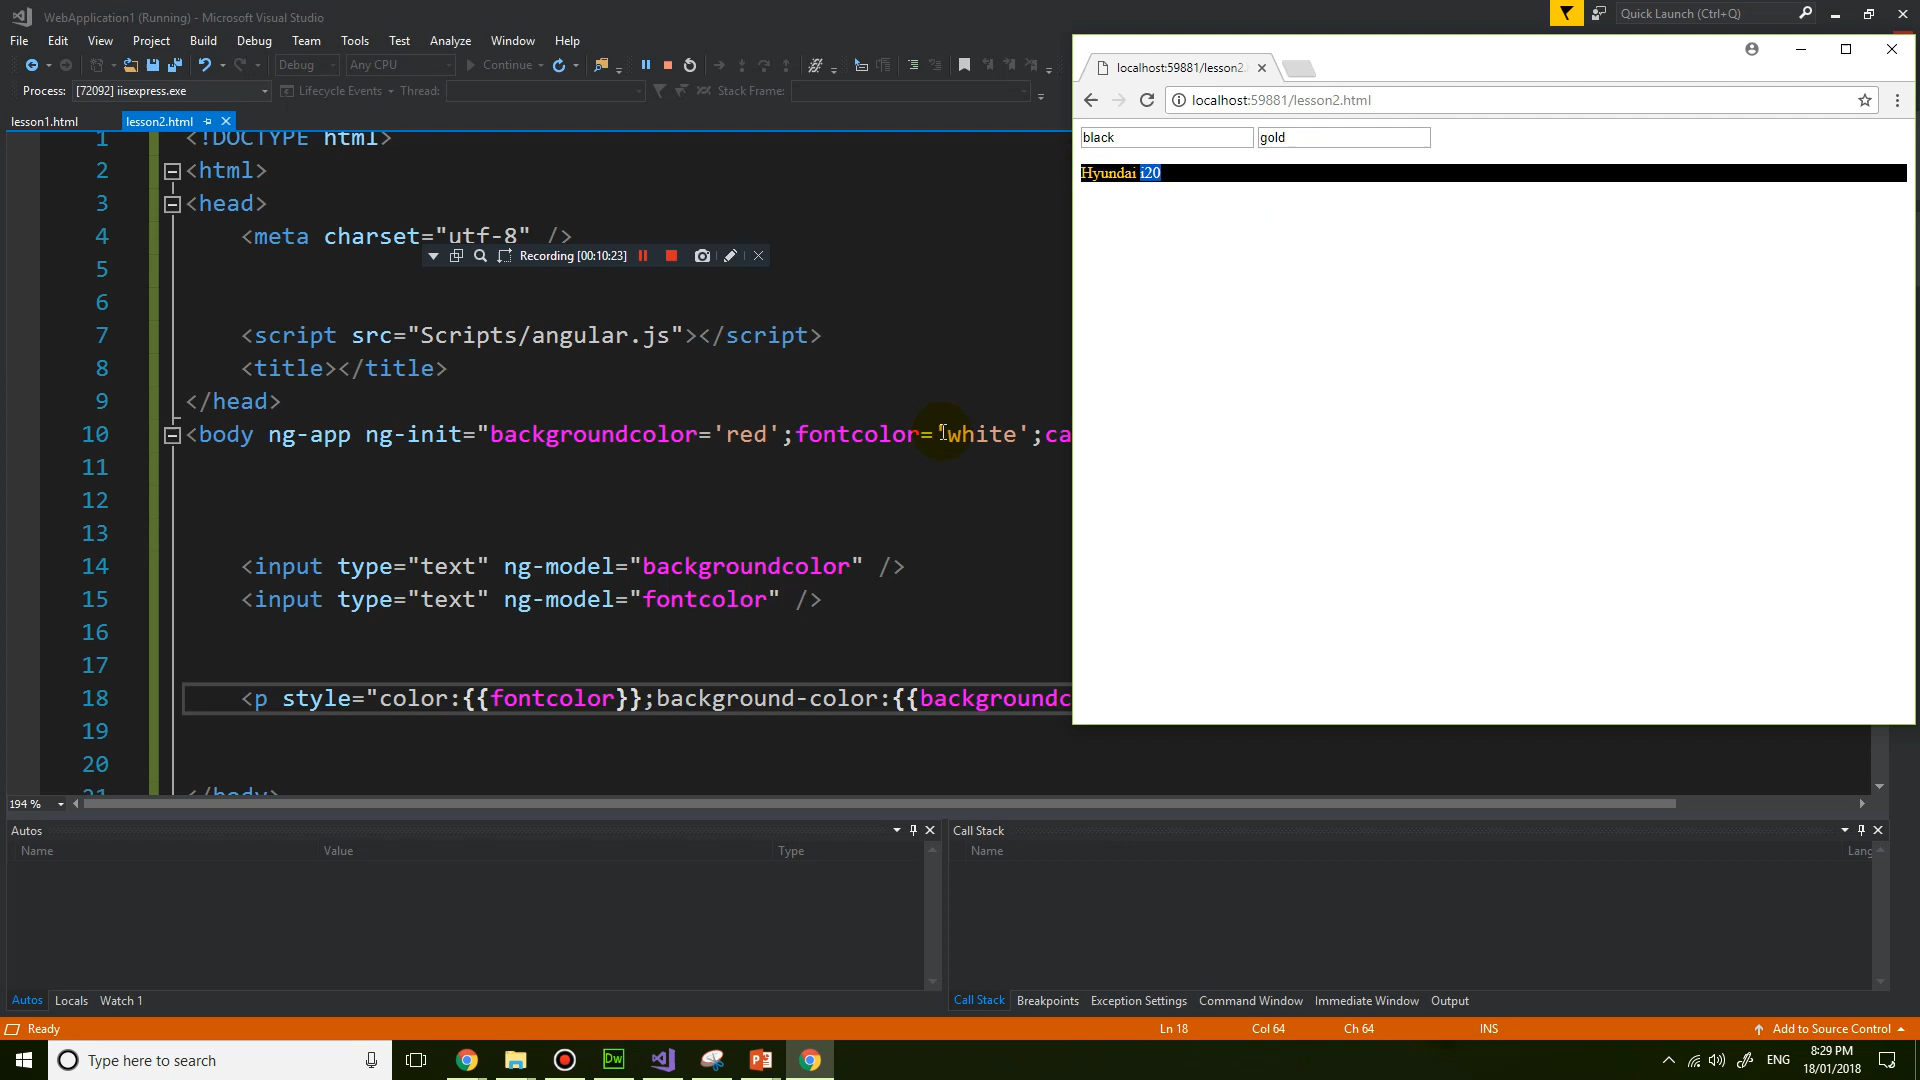 WebApplication1 (Running) - Microsoft Visual Studio
Quick Launch (Ctrl+Q)
File Edit View Project Build Debug Team Tools Test Analyze Window Help
Debug Any CPU Continue
Process: [72092] iisexpress.exe Lifecycle Events Thread: Stack Frame:
lesson1.html lesson2.html
localhost:59881/lesson2.
localhost:59881/lesson2.html
black gold
Hyundai i20
1 <!DOCTYPE html>
2 <html>
3 <head>
4 <meta charset="utf-8" />
Recording [00:10:23]
5
6
7 <script src="Scripts/angular.js"></script>
8 <title></title>
9 </head>
10 <body ng-app ng-init="backgroundcolor='red';fontcolor='white';ca
11
12
13
14 <input type="text" ng-model="backgroundcolor" />
15 <input type="text" ng-model="fontcolor" />
16
17
18 <p style="color:{{fontcolor}};background-color:{{backgroundc
19
20
21 </body>
194 %
Autos
Name Value Type
Call Stack
Name Lang
Autos Locals Watch 1
Call Stack Breakpoints Exception Settings Command Window Immediate Window Output
Ready Ln 18 Col 64 Ch 64 INS Add to Source Control
Type here to search
Dw
ENG
8:29 PM
18/01/2018